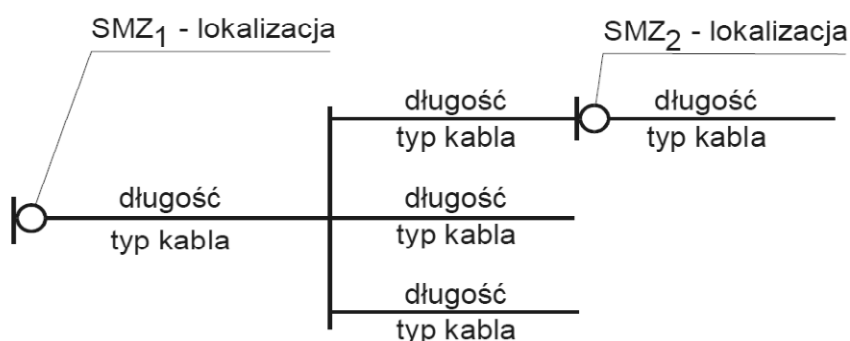 SMZ1 - lokalizacja
SMZ2 - lokalizacja
długość
typ kabla
długość
typ kabla
długość
typ kabla
długość
typ kabla
długość
typ kabla